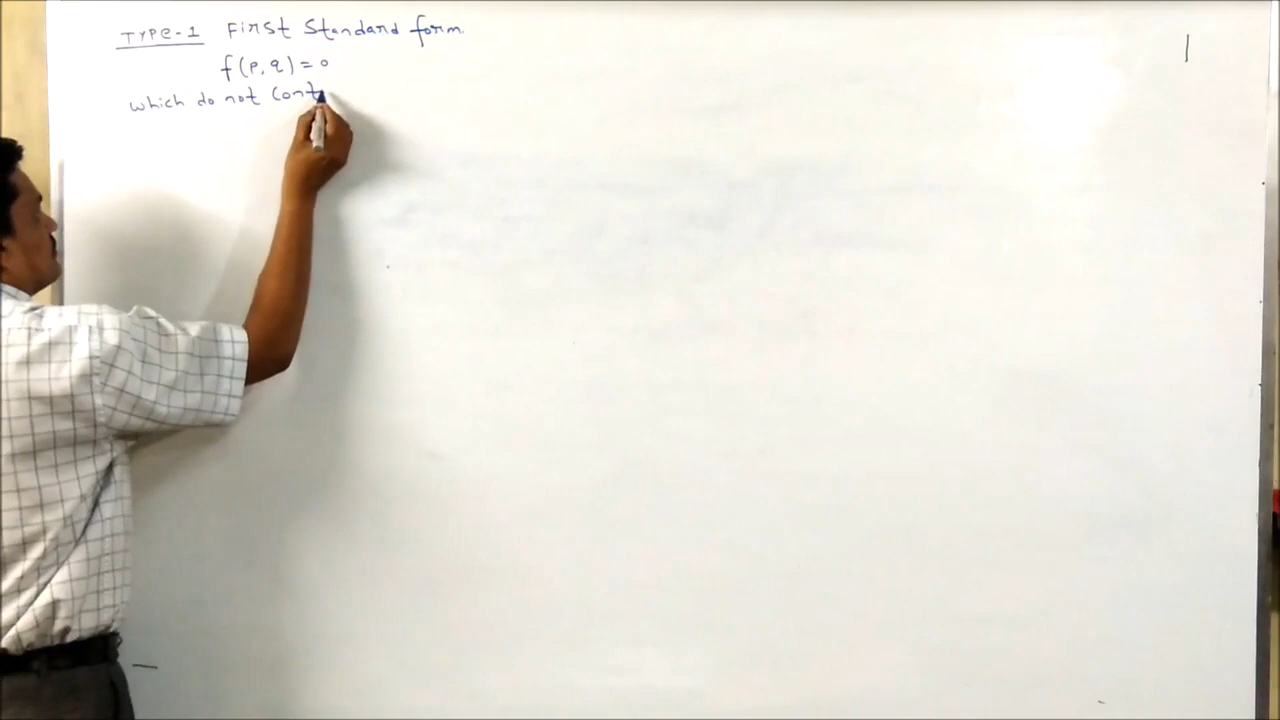 TYPE-1 First Standard form
f(p, q) = 0
which do not cont